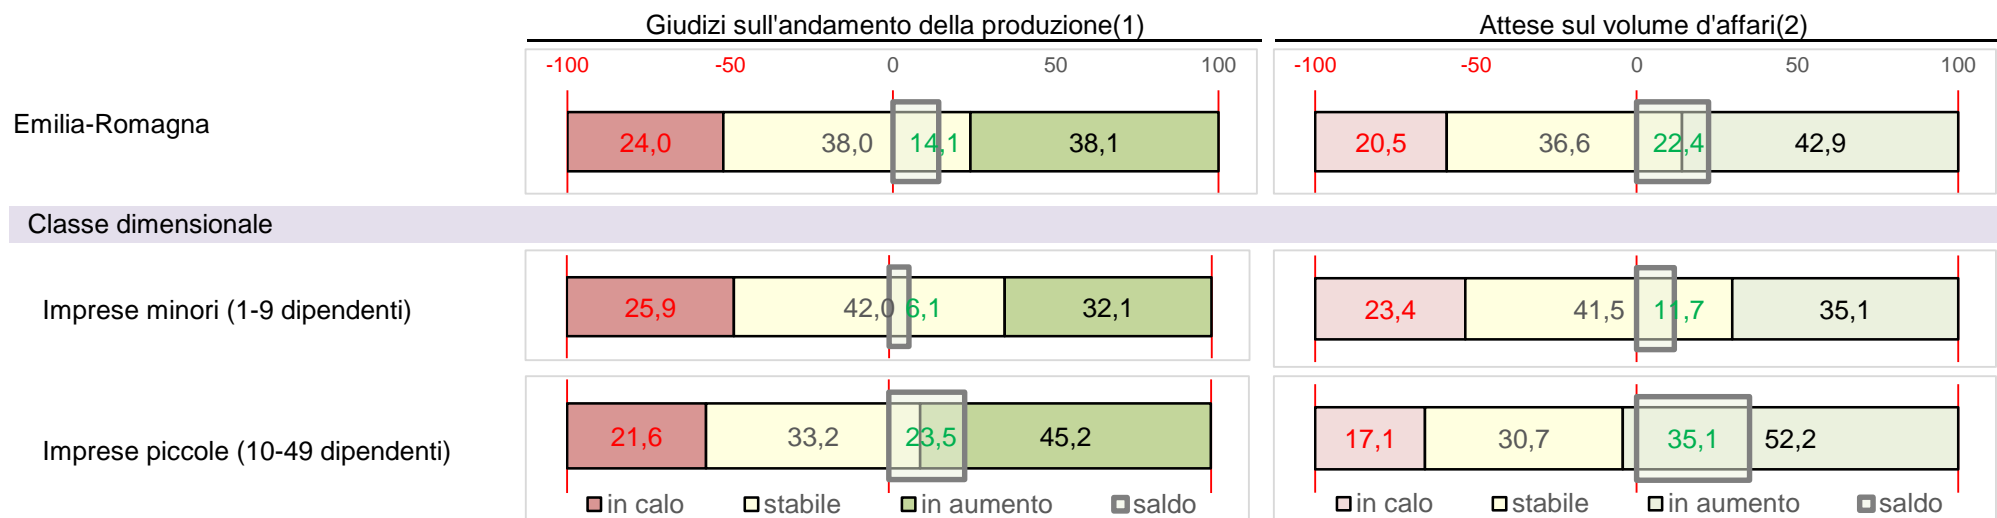 Giudizi sull'andamento della produzione(1) Attese sul volume d'affari(2)
-100 -50 0 50 100 -100 -50 0 50 100
Emilia-Romagna 24,0 38,0 14,1 38,1 20,5 36,6 22,4 42,9
Classe dimensionale
Imprese minori (1-9 dipendenti) 25,9 42,0 6,1 32,1 23,4 41,5 11,7 35,1
Imprese piccole (10-49 dipendenti) 21,6 33,2 23,5 45,2 17,1 30,7 35,1 52,2
in calo stabile in aumento saldo in calo stabile in aumento saldo